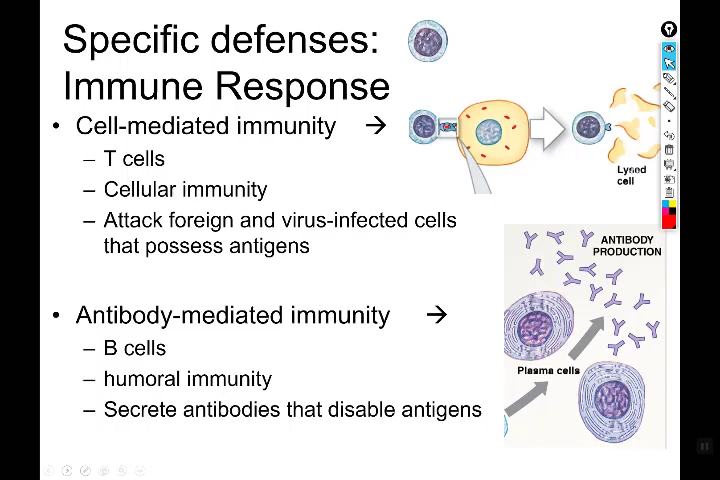 Specific defenses:
Immune Response
• Cell-mediated immunity →
– T cells
– Cellular immunity
– Attack foreign and virus-infected cells
that possess antigens
Lysed
cell
• Antibody-mediated immunity →
– B cells
– humoral immunity
– Secrete antibodies that disable antigens
ANTIBODY
PRODUCTION
Plasma cells